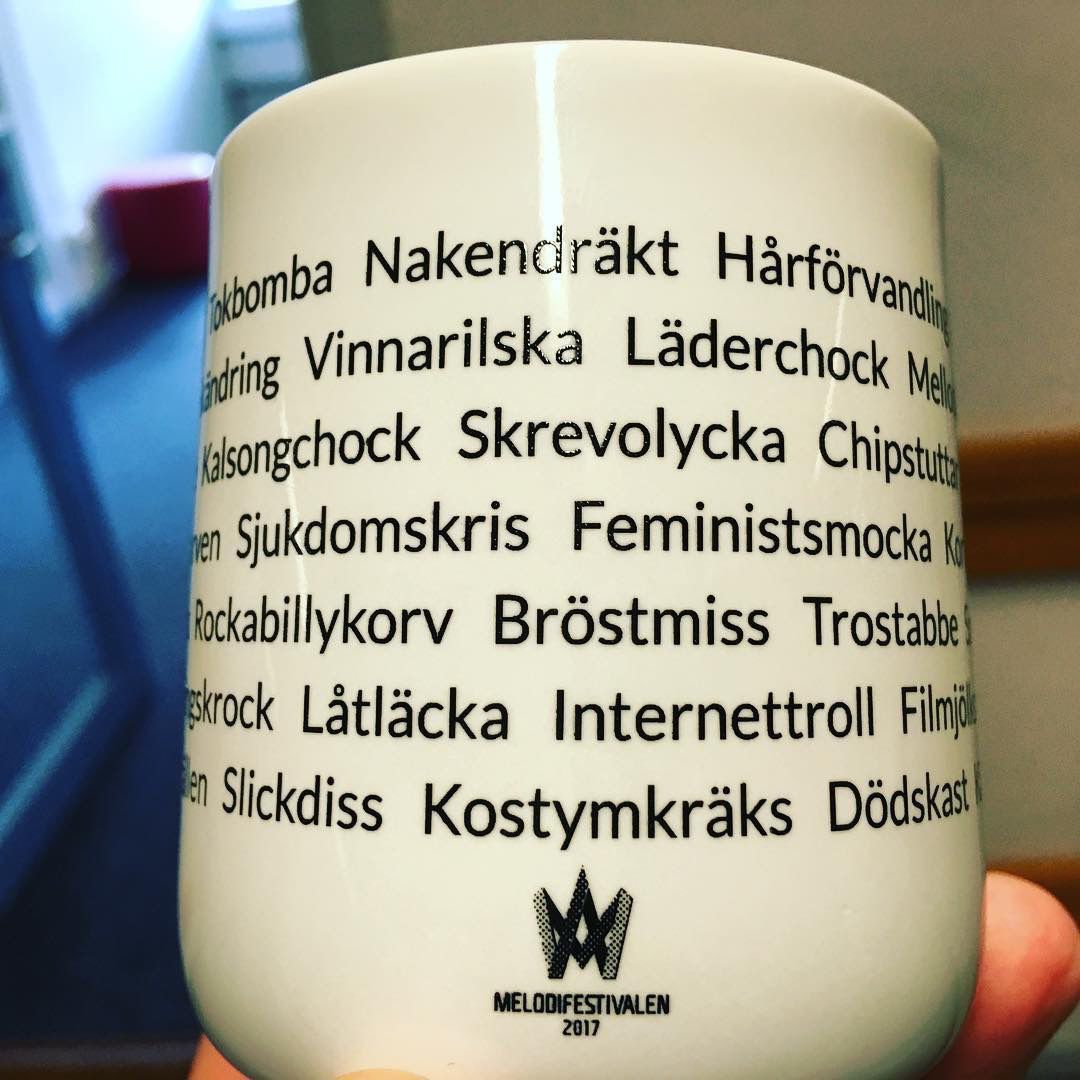 Tokbomba Nakendräkt Hårförvandling
Vinnarilska Läderchock
Kalsongchock Skrevolycka
Sjukdomskris Feministsmocka
Rockabillykorv Bröstmiss Trostabbe
Låtläcka Internettroll
Slickdiss Kostymkräks Dödskast
MELODIFESTIVALEN
2017